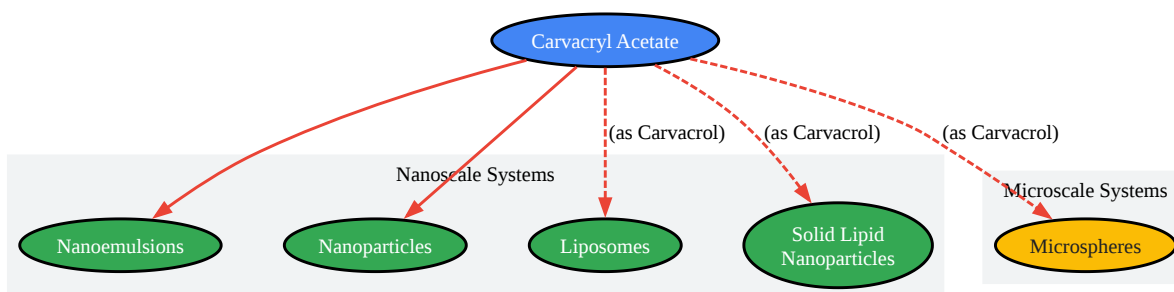 Carvacryl Acetate
(as Carvacrol)
(as Carvacrol)
(as Carvacrol)
Nanoscale Systems
Microscale Systems
Nanoemulsions
Nanoparticles
Liposomes
Solid Lipid
Nanoparticles
Microspheres